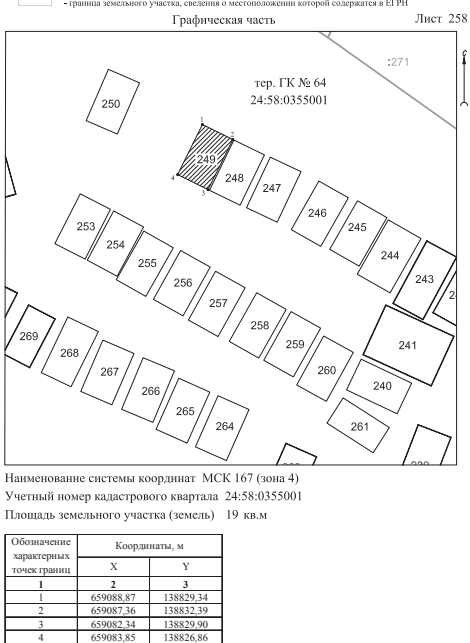 - граница земельного участка, сведения о местоположении которой содержатся в ЕГРН
Графическая часть
Лист 258
:271
тер. ГК № 64
24:58:0355001
250
1
2
249
248
247
4
3
246
245
244
243
253
254
255
256
257
258
259
260
241
240
261
269
268
267
266
265
264
Наименование системы координат МСК 167 (зона 4)
Учетный номер кадастрового квартала 24:58:0355001
Площадь земельного участка (земель) 19 кв.м
Обозначение характерных точек границ
Координаты, м
X Y
1 2 3
1 659088,87 138829,34
2 659087,36 138832,39
3 659082,34 138829,90
4 659083,85 138826,86